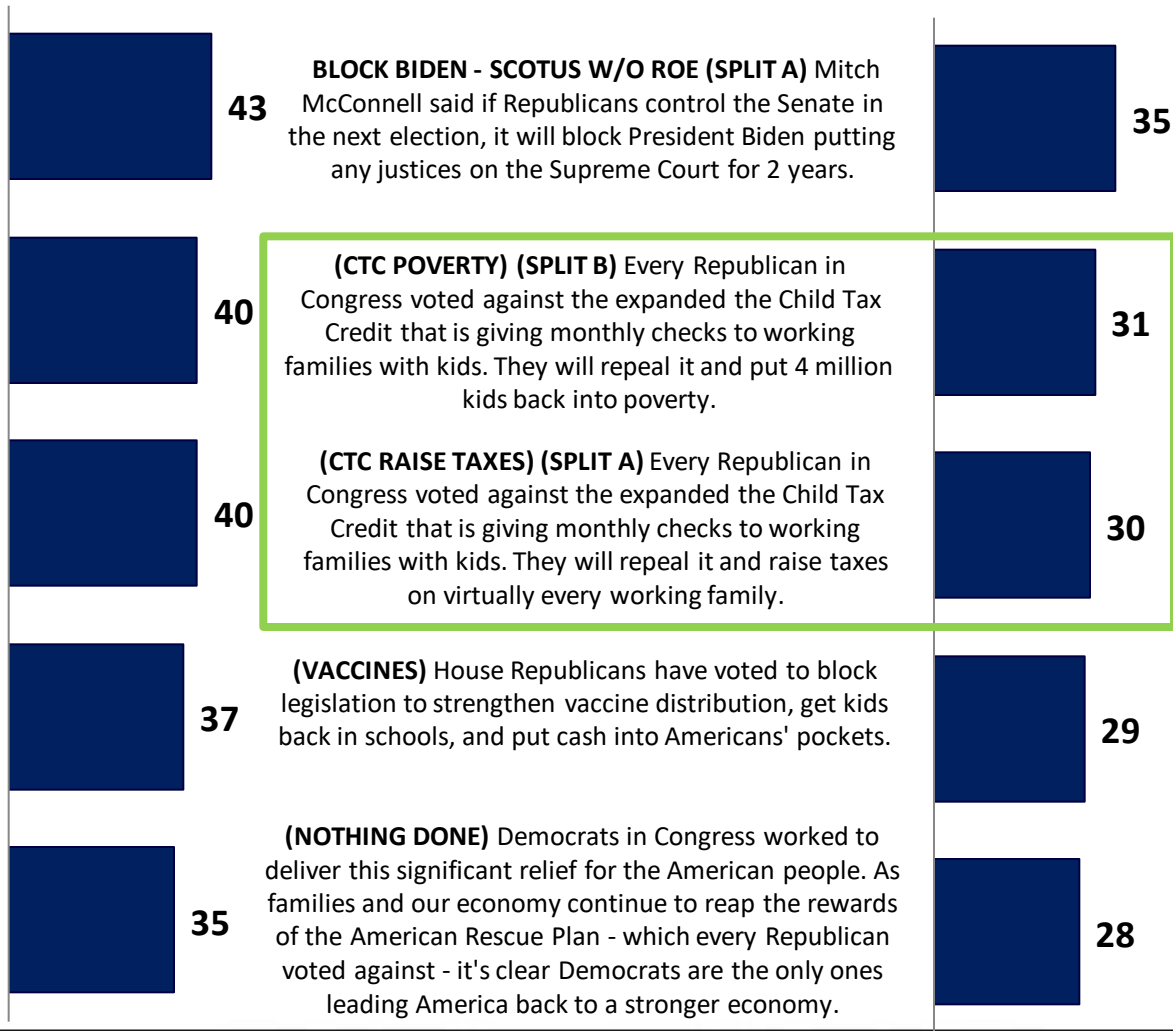 43
BLOCK BIDEN - SCOTUS W/O ROE (SPLIT A) Mitch
McConnell said if Republicans control the Senate in
the next election, it will block President Biden putting
any justices on the Supreme Court for 2 years.
35
40
(CTC POVERTY) (SPLIT B) Every Republican in
Congress voted against the expanded the Child Tax
Credit that is giving monthly checks to working
families with kids. They will repeal it and put 4 million
kids back into poverty.
31
40
(CTC RAISE TAXES) (SPLIT A) Every Republican in
Congress voted against the expanded the Child Tax
Credit that is giving monthly checks to working
families with kids. They will repeal it and raise taxes
on virtually every working family.
30
37
(VACCINES) House Republicans have voted to block
legislation to strengthen vaccine distribution, get kids
back in schools, and put cash into Americans' pockets.
29
35
(NOTHING DONE) Democrats in Congress worked to
deliver this significant relief for the American people. As
families and our economy continue to reap the rewards
of the American Rescue Plan - which every Republican
voted against - it's clear Democrats are the only ones
leading America back to a stronger economy.
28